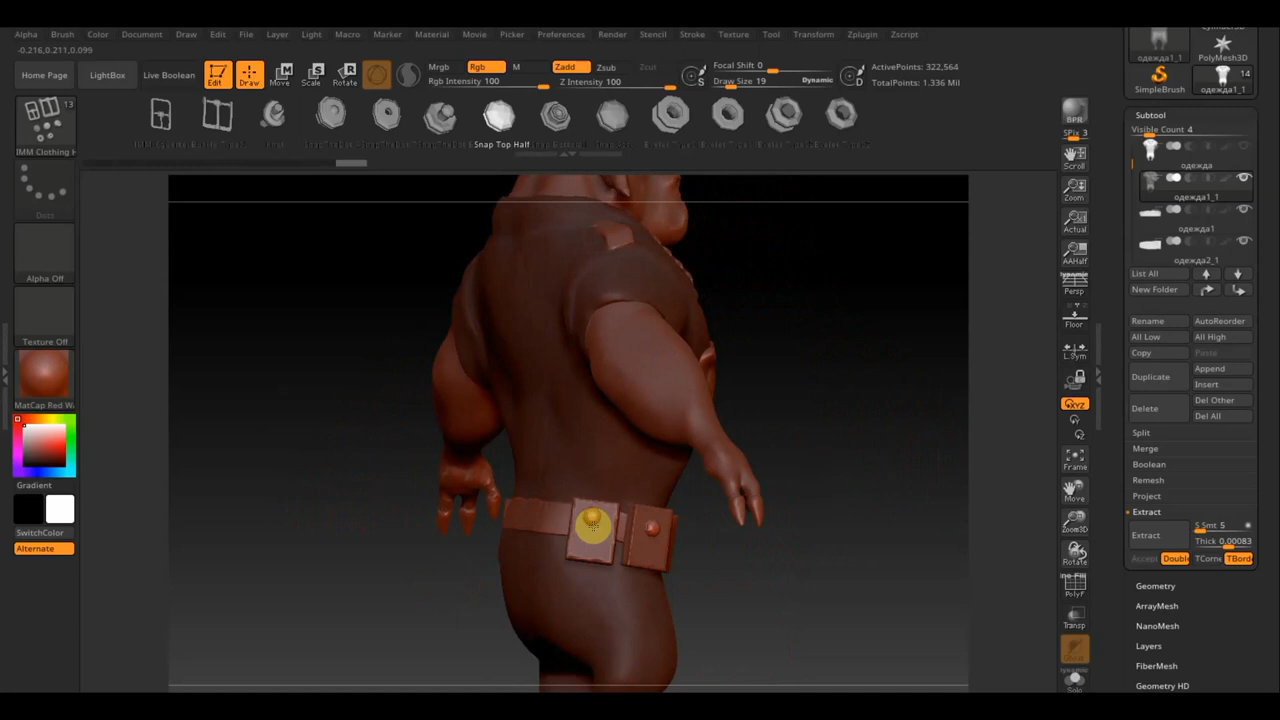 Alpha Brush Color Document Draw Edit File Layer Light Macro Marker Material Movie Picker Preferences Render Stencil Stroke Texture Tool Transform Zplugin Zscript
-0.216,0.211,0.099
Home Page LightBox Live Boolean Edit Draw Move Scale Rotate
Mrgb Rgb M Zadd Zsub Zcut
Rgb Intensity 100 Z Intensity 100
Focal Shift 0
Draw Size 19 Dynamic
ActivePoints: 322,564
TotalPoints: 1.336 Mil
13
IMM Clothing H
Snap Top Half
Dots
Alpha Off
Texture Off
MatCap Red Wa
Gradient
SwitchColor
Alternate
BPR
SPix 3
Scroll
Zoom
Actual
AAHalf
Dynamic
Persp
Floor
L.Sym
XYZ
Y
Z
Frame
Move
Zoom3D
Rotate
Line Fill
PolyF
Transp
Dynamic
Solo
одежда1_1
PolyMesh3D
SimpleBrush
14
одежда1_1
Subtool
Visible Count 4
одежда
одежда1_1
одежда1
одежда2_1
List All
New Folder
Rename AutoReorder
All Low All High
Copy Paste
Duplicate Append
Insert
Delete Del Other
Del All
Split
Merge
Boolean
Remesh
Project
Extract
Extract S Smt 5
Thick 0.00083
Accept Double TCorne TBorde
Geometry
ArrayMesh
NanoMesh
Layers
FiberMesh
Geometry HD